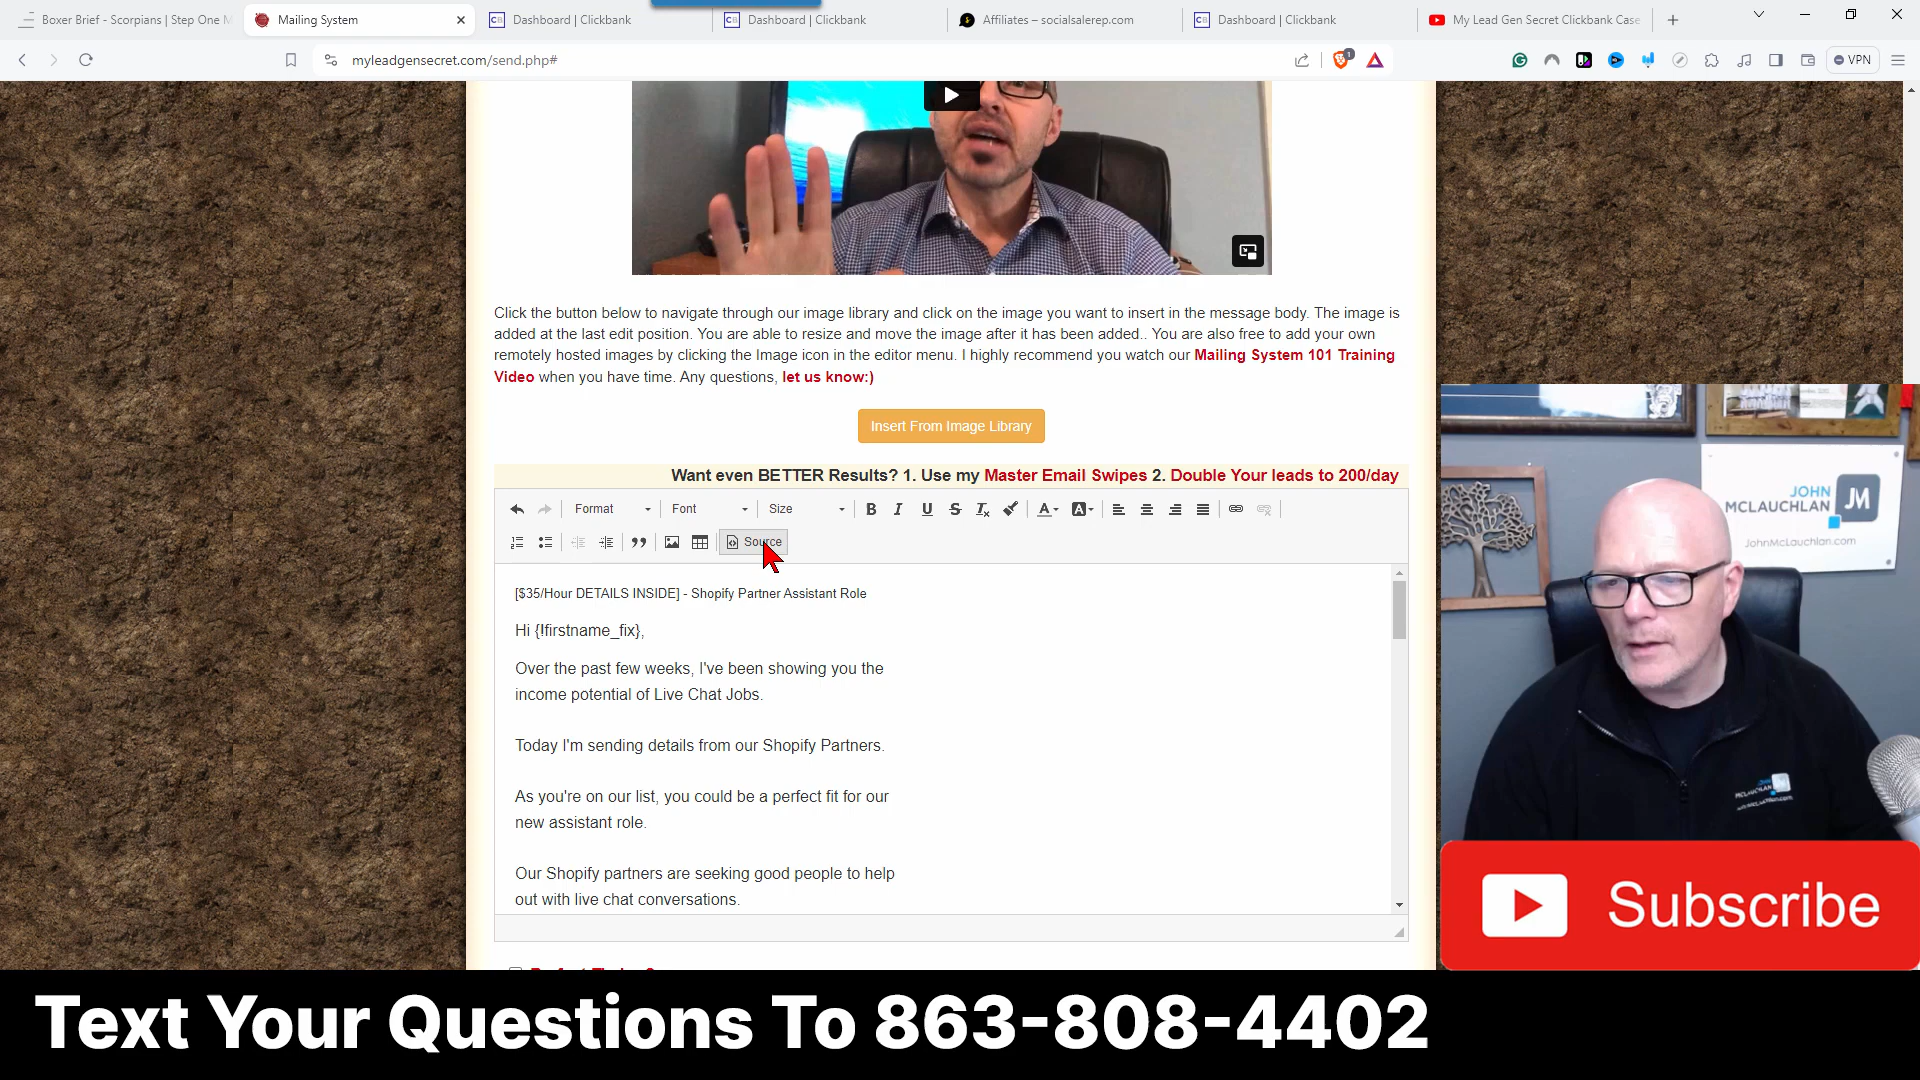 Boxer Brief - Scorpians | Step One M
Mailing System
Dashboard | Clickbank
Dashboard | Clickbank
Affiliates – socialsalerep.com
Dashboard | Clickbank
My Lead Gen Secret Clickbank Case
myleadgensecret.com/send.php#
1
VPN
Click the button below to navigate through our image library and click on the image you want to insert in the message body. The image is
added at the last edit position. You are able to resize and move the image after it has been added.. You are also free to add your own
remotely hosted images by clicking the Image icon in the editor menu. I highly recommend you watch our Mailing System 101 Training
Video when you have time. Any questions, let us know:)
Insert From Image Library
Want even BETTER Results? 1. Use my Master Email Swipes 2. Double Your leads to 200/day
Format
Font
Size
Source
[$35/Hour DETAILS INSIDE] - Shopify Partner Assistant Role
Hi {!firstname_fix},
Over the past few weeks, I've been showing you the
income potential of Live Chat Jobs.
Today I'm sending details from our Shopify Partners.
As you're on our list, you could be a perfect fit for our
new assistant role.
Our Shopify partners are seeking good people to help
out with live chat conversations.
JOHN
MCLAUCHLAN
JM
JohnMcLauchlan.com
Subscribe
Text Your Questions To 863-808-4402